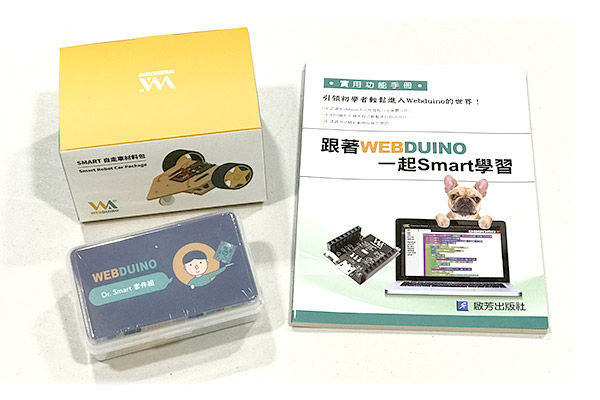 WEBDUINO
SMART 自走車材料包
Smart Robot Car Package
WEBDUINO
WEBDUINO
Dr. Smart 套件組
•實用功能手冊•
引領初學者輕鬆進入Webduino的世界！
跟著WEBDUINO
一起Smart學習
啟芳出版社